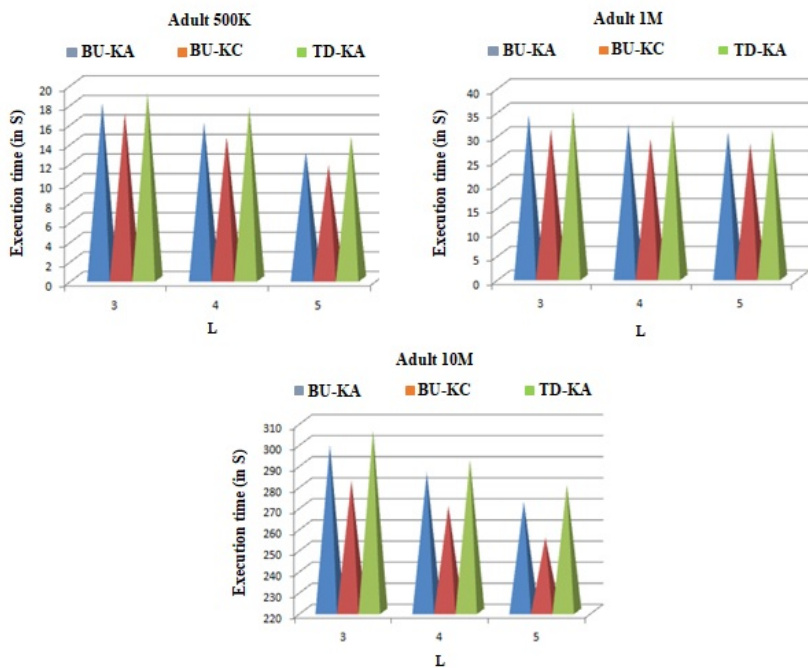 Adult 500K
BU-KA BU-KC TD-KA
Execution time (in S)
20
18
16
14
12
10
8
6
4
2
0
3 4 5
L
Adult 1M
BU-KA BU-KC TD-KA
Execution time (in S)
40
35
30
25
20
15
10
5
0
3 4 5
L
Adult 10M
BU-KA BU-KC TD-KA
Execution time (in S)
310
300
290
280
270
260
250
240
230
220
3 4 5
L